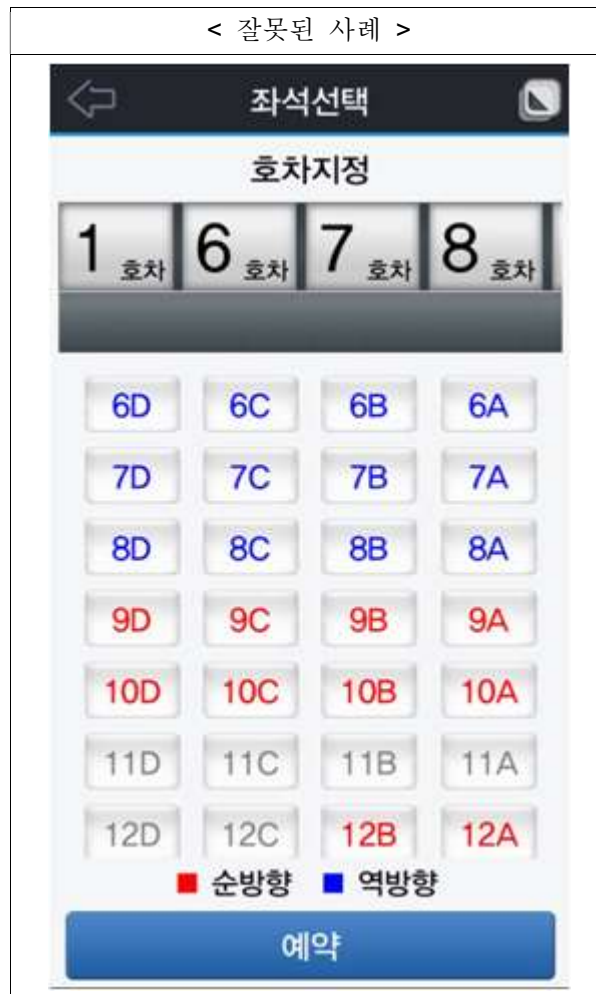 < 잘못된 사례 >
좌석선택
호차지정
1 호차 6 호차 7 호차 8 호차
6D 6C 6B 6A
7D 7C 7B 7A
8D 8C 8B 8A
9D 9C 9B 9A
10D 10C 10B 10A
11D 11C 11B 11A
12D 12C 12B 12A
순방향 역방향
예약